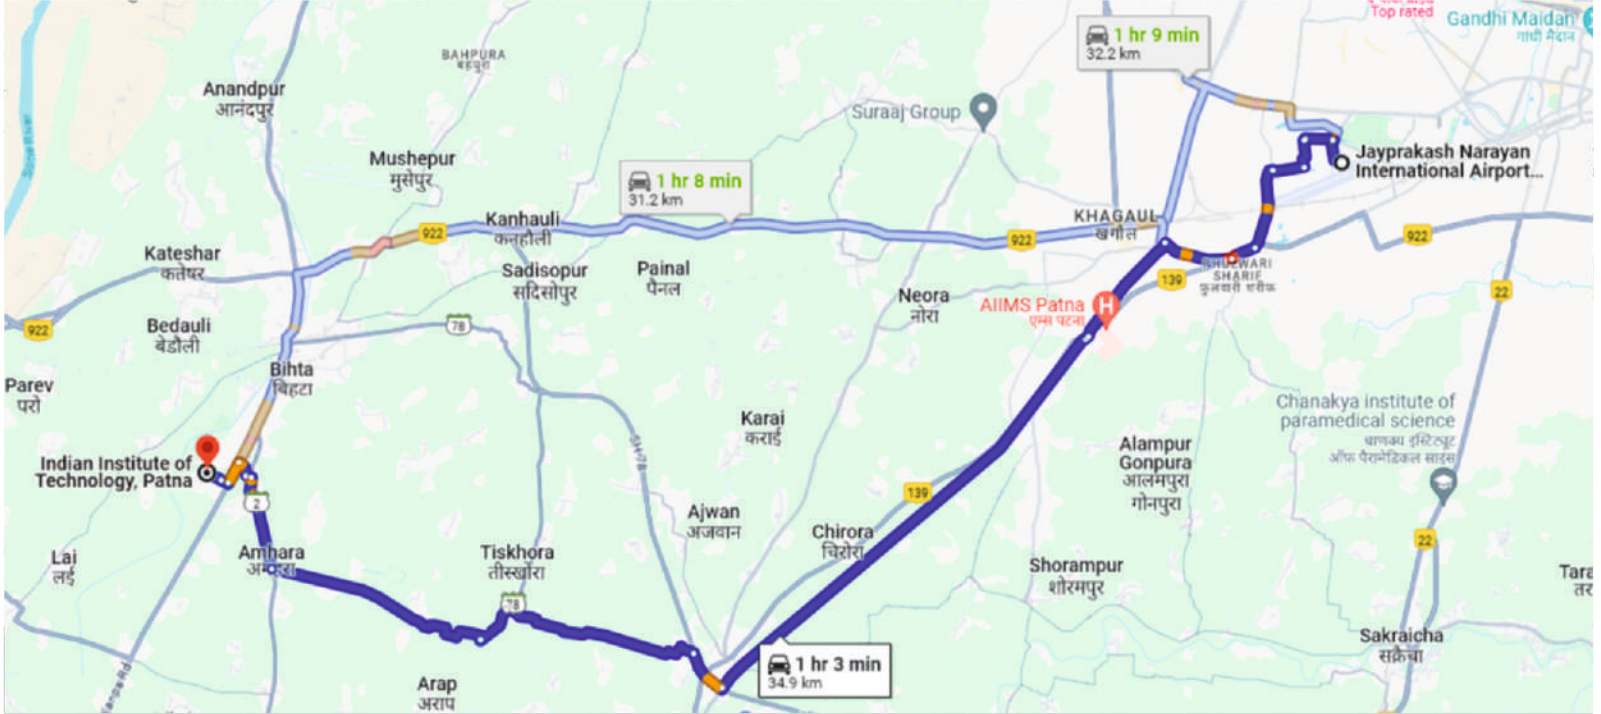 Top rated
Gandhi Maidan
गांधी मैदान
1 hr 9 min
32.2 km
BAHPURA
बहपुरा
Anandpur
आनंदपुर
Suraaj Group
Mushepur
मुसेपुर
Jayprakash Narayan
International Airport...
1 hr 8 min
31.2 km
Kanhauli
कनहौली
KHAGAUL
खगौल
922
922
922
Kateshar
कतेषर
Sadisopur
सदिसोपुर
Painal
पैनल
SHARIF
फुलवारी शरीफ
139
22
Neora
नोरा
AIIMS Patna
एम्स पटना
H
922
Bedauli
बेडौली
78
Bihta
बिहटा
Parev
परो
Chanakya institute of
paramedical science
चाणक्य इंस्टिट्यूट
ऑफ़ पैरामेडिकल साइंस
Karai
कराई
Alampur
Gonpura
आलमपुरा
गोनपुरा
SH-78
Indian Institute of
Technology, Patna
2
139
Ajwan
अजवान
Chirora
चिरोरा
22
Lai
लई
Amhara
Tiskhora
तीस्खोरा
Shorampur
शोरमपुर
Tara
तर
78
Sakraicha
सक्रैचा
1 hr 3 min
34.9 km
Arap
अराप